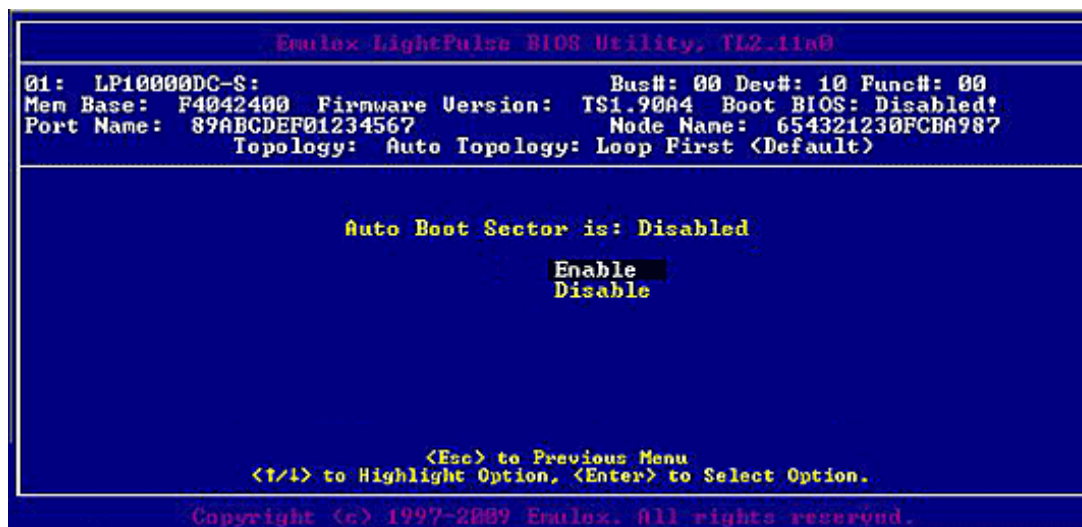 Emulex LightPulse BIOS Utility, TL2.11a0
01: LP10000DC-S: Bus#: 00 Dev#: 10 Func#: 00
Mem Base: F4042400 Firmware Version: TS1.90A4 Boot BIOS: Disabled!
Port Name: 89ABCDEF01234567 Node Name: 654321230FCBA987
Topology: Auto Topology: Loop First <Default>
Auto Boot Sector is: Disabled
Enable
Disable
<Esc> to Previous Menu
<↑/↓> to Highlight Option, <Enter> to Select Option.
Copyright <c> 1997-2009 Emulex. All rights reserved.